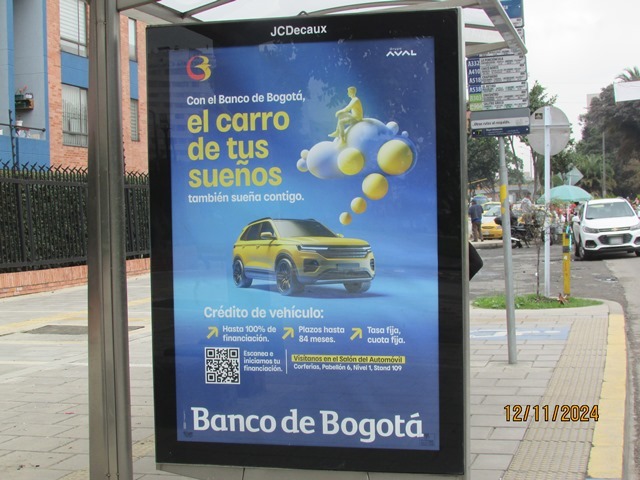 JCDecaux
Grupo
AVAL
Con el Banco de Bogotá,
el carro
de tus
sueños
también sueña contigo.
Crédito de vehículo:
Hasta 100% de
financiación.
Plazos hasta
84 meses.
Tasa fija,
cuota fija.
Escanea e
iniciamos tu
financiación.
Visítanos en el Salón del Automóvil
Corferias, Pabellón 6, Nivel 1, Stand 109
Banco de Bogotá
12/11/2024